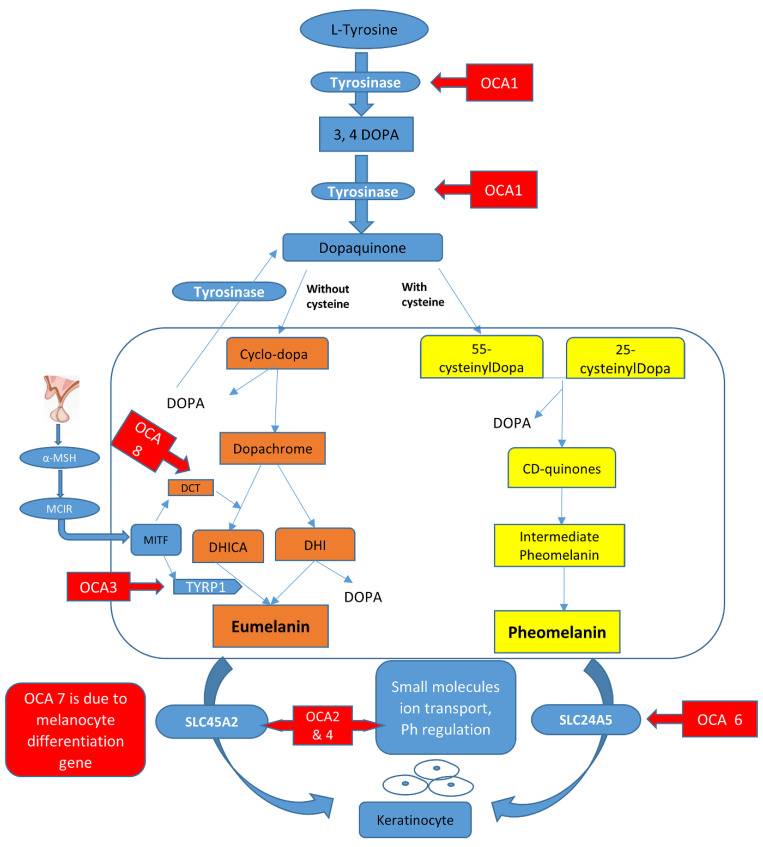 L-Tyrosine
Tyrosinase
OCA1
3, 4 DOPA
Tyrosinase
OCA1
Dopaquinone
Tyrosinase
Without
cysteine
With
cysteine
Cyclo-dopa
55-
cysteinylDopa
25-
cysteinylDopa
DOPA
DOPA
OCA
8
Dopachrome
α-MSH
CD-quinones
DCT
MCIR
MITF
DHICA
DHI
Intermediate
Pheomelanin
OCA3
TYRP1
DOPA
Eumelanin
Pheomelanin
OCA 7 is due to
melanocyte
differentiation
gene
SLC45A2
OCA2
& 4
Small molecules
ion transport,
Ph regulation
SLC24A5
OCA 6
Keratinocyte